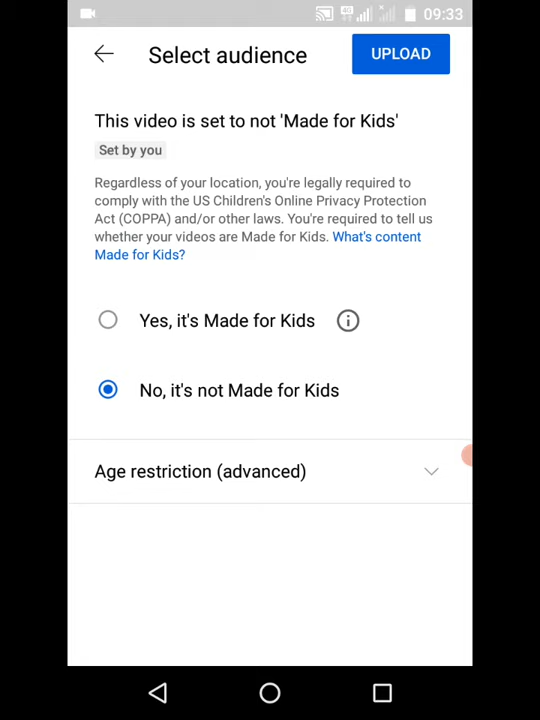 4G 09:33
Select audience
UPLOAD
This video is set to not 'Made for Kids'
Set by you
Regardless of your location, you're legally required to
comply with the US Children's Online Privacy Protection
Act (COPPA) and/or other laws. You're required to tell us
whether your videos are Made for Kids. What's content
Made for Kids?
Yes, it's Made for Kids
No, it's not Made for Kids
Age restriction (advanced)